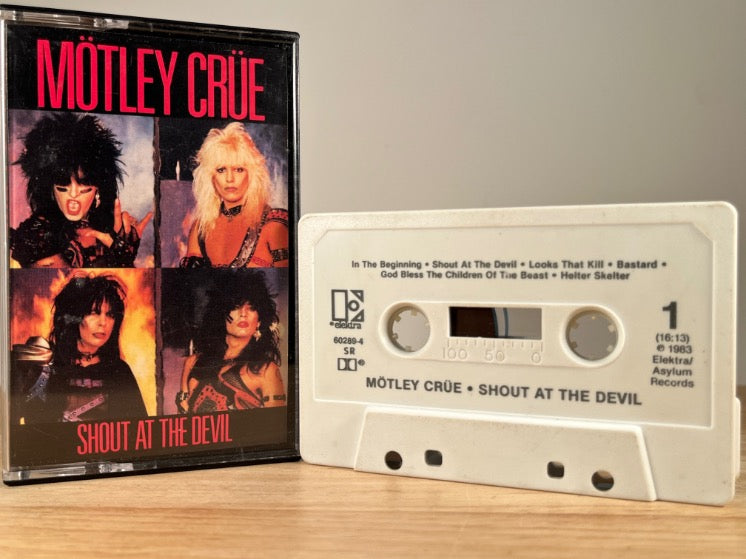 MÖTLEY CRÜE
SHOUT AT THE DEVIL
In The Beginning • Shout At The Devil • Looks That Kill • Bastard •
God Bless The Children Of The Beast • Helter Skelter
elektra
60289-4
SR
1
(16:13)
℗ 1983
Elektra/
Asylum
Records
100 50 0
MÖTLEY CRÜE • SHOUT AT THE DEVIL